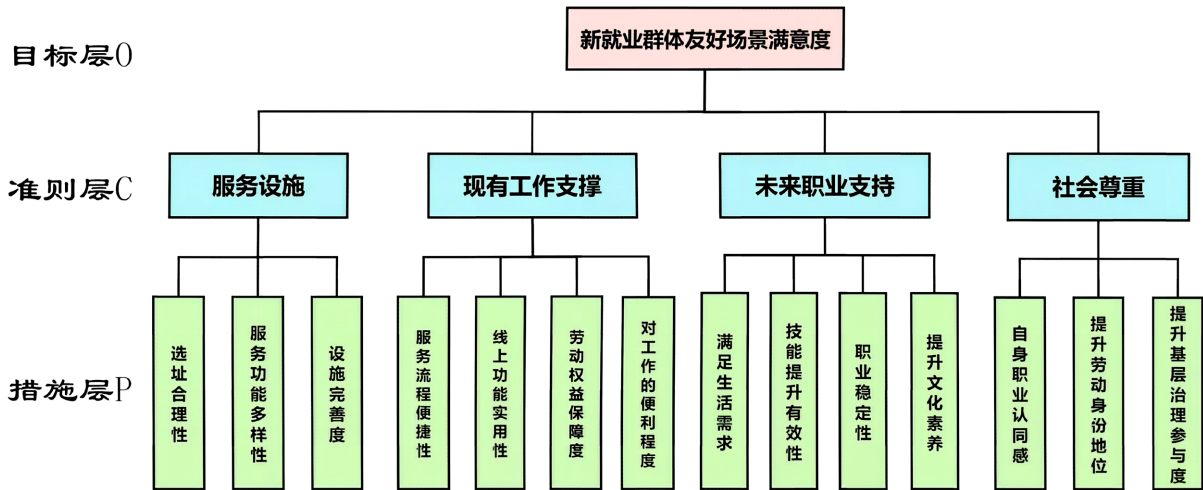 目标层O
新就业群体友好场景满意度
准则层C
服务设施
现有工作支撑
未来职业支持
社会尊重
措施层P
选址合理性
服务功能多样性
设施完善度
服务流程便捷性
线上功能实用性
劳动权益保障度
对工作的便利程度
满足生活需求
技能提升有效性
职业稳定性
提升文化素养
自身职业认同感
提升劳动身份地位
提升基层治理参与度